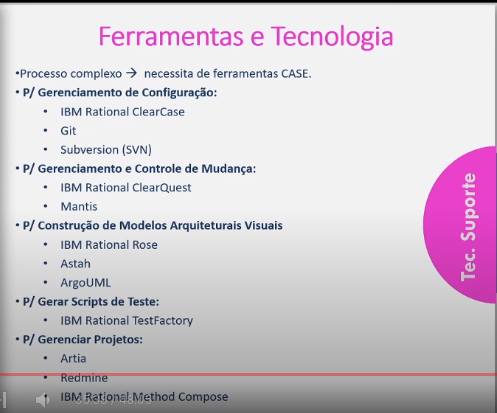 Ferramentas e Tecnologia
•Processo complexo → necessita de ferramentas CASE.
• P/ Gerenciamento de Configuração:
• IBM Rational ClearCase
• Git
• Subversion (SVN)
• P/ Gerenciamento e Controle de Mudança:
• IBM Rational ClearQuest
• Mantis
• P/ Construção de Modelos Arquiteturais Visuais
• IBM Rational Rose
• Astah
• ArgoUML
• P/ Gerar Scripts de Teste:
• IBM Rational TestFactory
• P/ Gerenciar Projetos:
• Artia
• Redmine
• IBM Rational Method Compose
Tec. Suporte